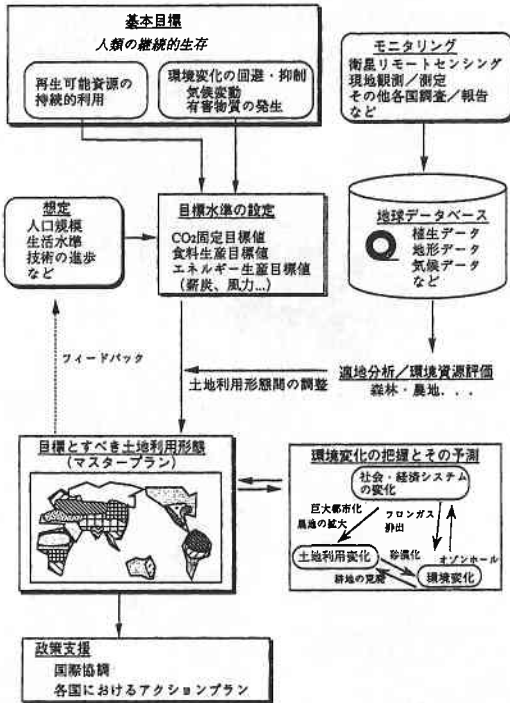 基本目標
人類の継続的生存
再生可能資源の
持続的利用
環境変化の回避・抑制
気候変動
有害物質の発生
モニタリング
衛星リモートセンシング
現地観測/測定
その他各国調査/報告
など
想定
人口規模
生活水準
技術の進歩
など
目標水準の設定
CO2固定目標値
食料生産目標値
エネルギー生産目標値
(薪炭、風力...)
地球データベース
植生データ
地形データ
気候データ
など
フィードバック
土地利用形態間の調整
適地分析/環境資源評価
森林・農地...
目標とすべき土地利用形態
(マスタープラン)
環境変化の把握とその予測
社会・経済システム
の変化
巨大都市化
農地の拡大
フロンガス
排出
土地利用変化
砂漠化
オゾンホール
耕地の荒廃
環境変化
政策支援
国際協調
各国におけるアクションプラン